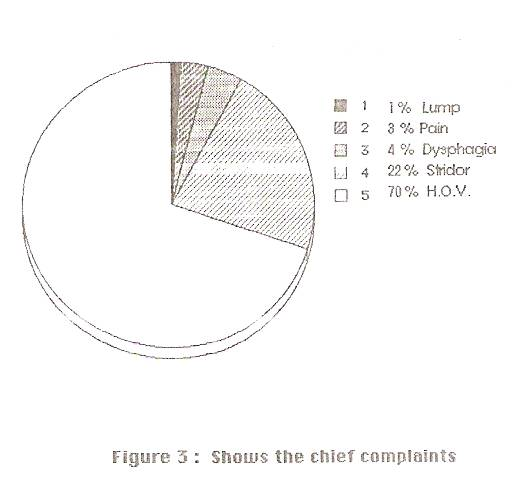 1 1% Lump
2 3% Pain
3 4% Dysphagia
4 22% Stridor
5 70% H.O.V.
Figure 3 : Shows the chief complaints